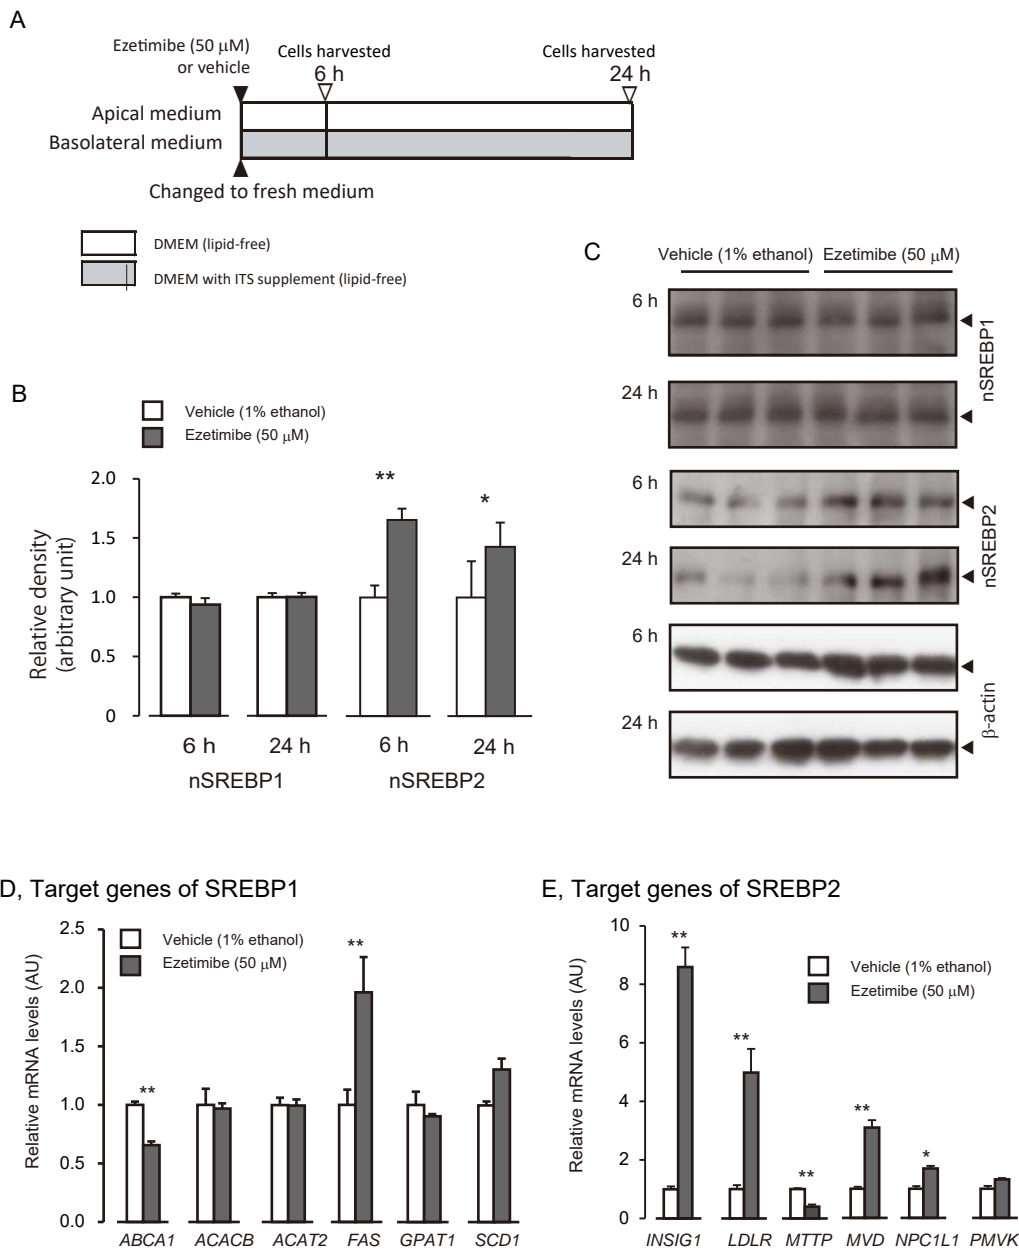 A
Ezetimibe (50 μM)
or vehicle
Cells harvested
6 h
Cells harvested
24 h
Apical medium
Basolateral medium
Changed to fresh medium
DMEM (lipid-free)
DMEM with ITS supplement (lipid-free)
B
Vehicle (1% ethanol)
Ezetimibe (50 μM)
Relative density
(arbitrary unit)
2.0
1.5
1.0
0.5
0
**
*
6 h
24 h
6 h
24 h
nSREBP1
nSREBP2
C
Vehicle (1% ethanol)
Ezetimibe (50 μM)
6 h
24 h
nSREBP1
6 h
24 h
nSREBP2
6 h
24 h
β-actin
D, Target genes of SREBP1
Vehicle (1% ethanol)
Ezetimibe (50 μM)
Relative mRNA levels (AU)
2.5
2.0
1.5
1.0
0.5
0.0
**
**
ABCA1
ACACB
ACAT2
FAS
GPAT1
SCD1
E, Target genes of SREBP2
Vehicle (1% ethanol)
Ezetimibe (50 μM)
Relative mRNA levels (AU)
10
8
6
4
2
0
**
**
**
**
*
INSIG1
LDLR
MTTP
MVD
NPC1L1
PMVK